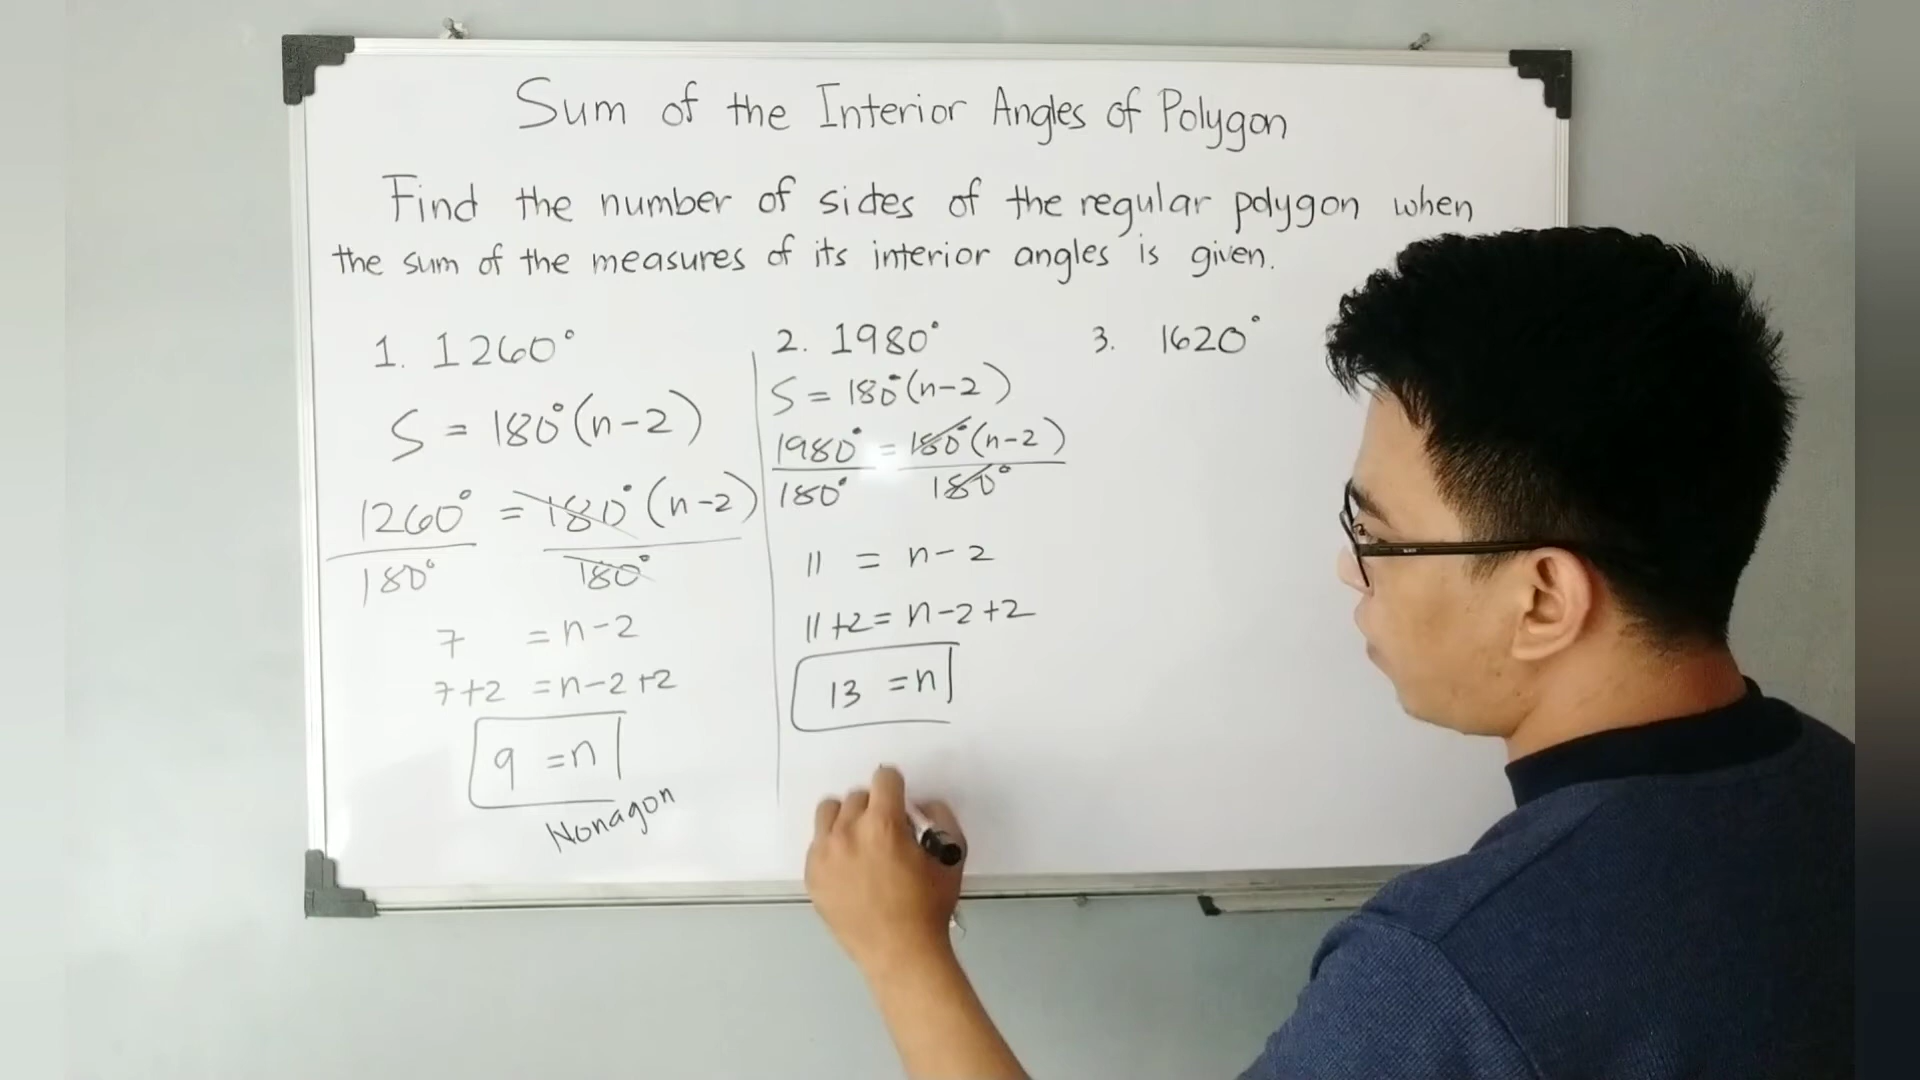 Sum of the Interior Angles of Polygon
Find the number of sides of the regular polygon when
the sum of the measures of its interior angles is given.
1. 1260°
S = 180°(n-2)
1260° = 180°(n-2)
180° 180°
7 = n-2
7+2 = n-2+2
9 = n
Nonagon
2. 1980°
S = 180°(n-2)
1980° = 180°(n-2)
180° 180°
11 = n-2
11+2 = n-2+2
13 = n
3. 1620°